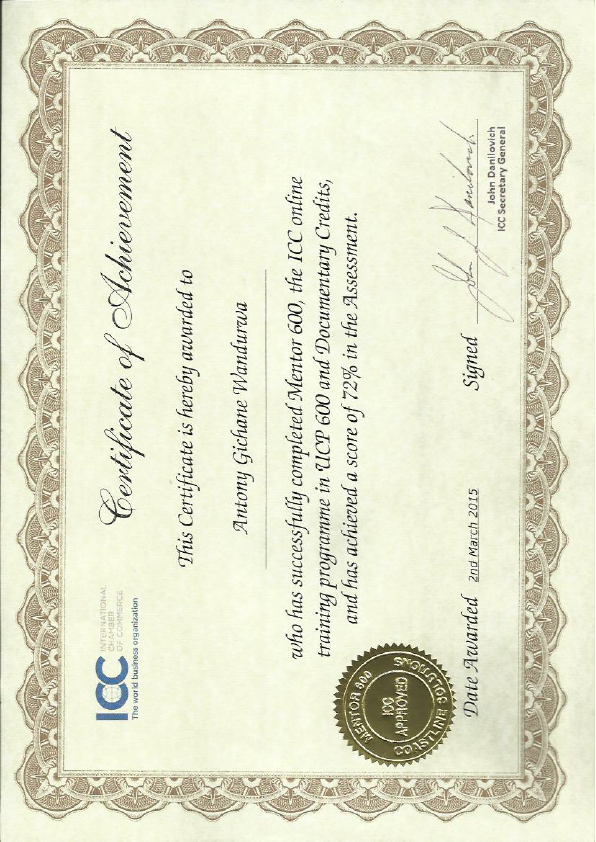 ICC
INTERNATIONAL
CHAMBER
OF COMMERCE
The world business organization
Certificate of Achievement
This Certificate is hereby awarded to
Antony Gichane Wandurwa
who has successfully completed Mentor 600, the ICC online
training programme in UCP 600 and Documentary Credits,
and has achieved a score of 72% in the Assessment.
MENTOR 600
ICC
APPROVED
COASTLINE SOLUTIONS
Date Awarded 2nd March 2015
Signed
John Danilovich
ICC Secretary General